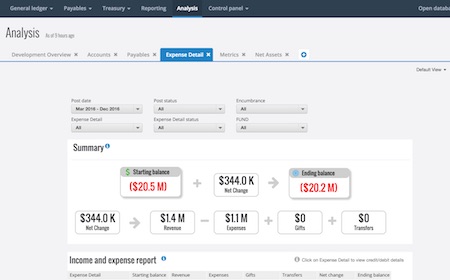 General ledger Payables Treasury Reporting Analysis Control panel Open datab
Analysis As of 9 hours ago
Development Overview Accounts Payables Expense Detail Metrics Net Assets
Default View
Post date Post status Encumbrance
Mar 2016 - Dec 2016 All All
Expense Detail Expense Detail status FUND
All All All
Summary
Starting balance Ending balance
($20.5 M) + $344.0 K ($20.2 M)
Net Change
$344.0 K $1.4 M — $1.1 M + $0 + $0
Net Change Revenue Expenses Gifts Transfers
Income and expense report Click on Expense Detail to view credit/debit details
Expense Detail Starting balance Revenue Expenses Gifts Transfers Net change Ending balance